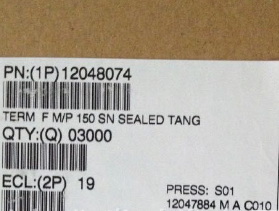 PN:(1P)12048074
TERM F M/P 150 SN SEALED TANG
QTY:(Q) 03000
ECL:(2P) 19
PRESS: S01
12047884 M A C010